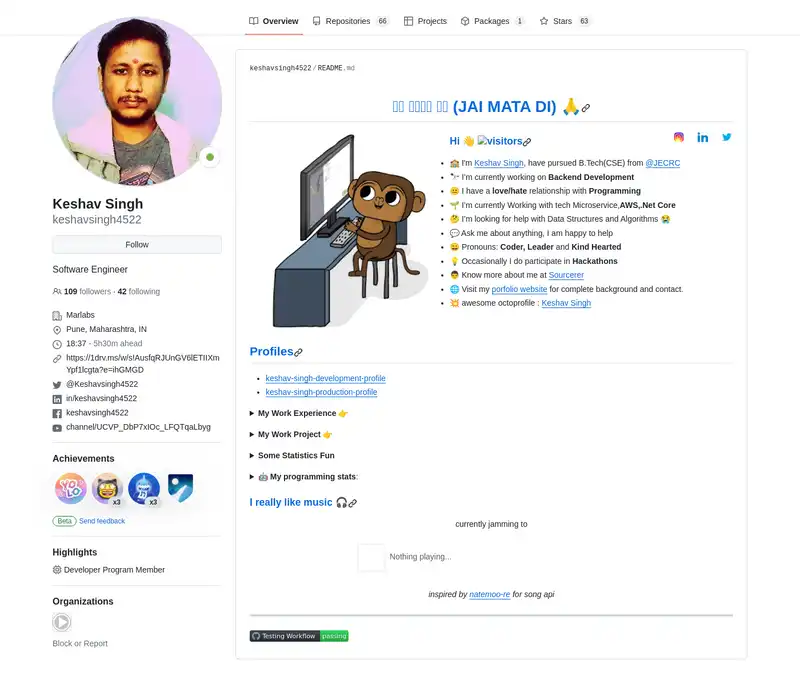 Overview
Repositories 66
Projects
Packages 1
Stars 63
keshavsingh4522/README.md
(JAI MATA DI) 🙏
Hi 👋 visitors
🏫 I'm Keshav Singh, have pursued B.Tech(CSE) from @JECRC
🔭 I'm currently working on Backend Development
😐 I have a love/hate relationship with Programming
🌱 I'm currently Working with tech Microservice,AWS,.Net Core
🤔 I'm looking for help with Data Structures and Algorithms 😭
💬 Ask me about anything, I am happy to help
😄 Pronouns: Coder, Leader and Kind Hearted
💡 Occasionally I do participate in Hackathons
👨 Know more about me at Sourcerer
🌐 Visit my porfolio website for complete background and contact.
💥 awesome octoprofile : Keshav Singh
Keshav Singh
keshavsingh4522
Follow
Software Engineer
109 followers · 42 following
Marlabs
Pune, Maharashtra, IN
18:37 - 5h30m ahead
https://1drv.ms/w/s!AusfqRJUnGV6lETIIXm
Ypf1lcgta?e=ihGMGD
@Keshavsingh4522
in/keshavsingh4522
keshavsingh4522
channel/UCVP_DbP7xIOc_LFQTqaLbyg
Achievements
YOLO
x3
x3
Beta Send feedback
Highlights
Developer Program Member
Organizations
Block or Report
Profiles
keshav-singh-development-profile
keshav-singh-production-profile
My Work Experience 👉
My Work Project 👉
Some Statistics Fun
🤖 My programming stats:
I really like music 🎧
currently jamming to
Nothing playing...
inspired by natemoo-re for song api
Testing Workflow passing